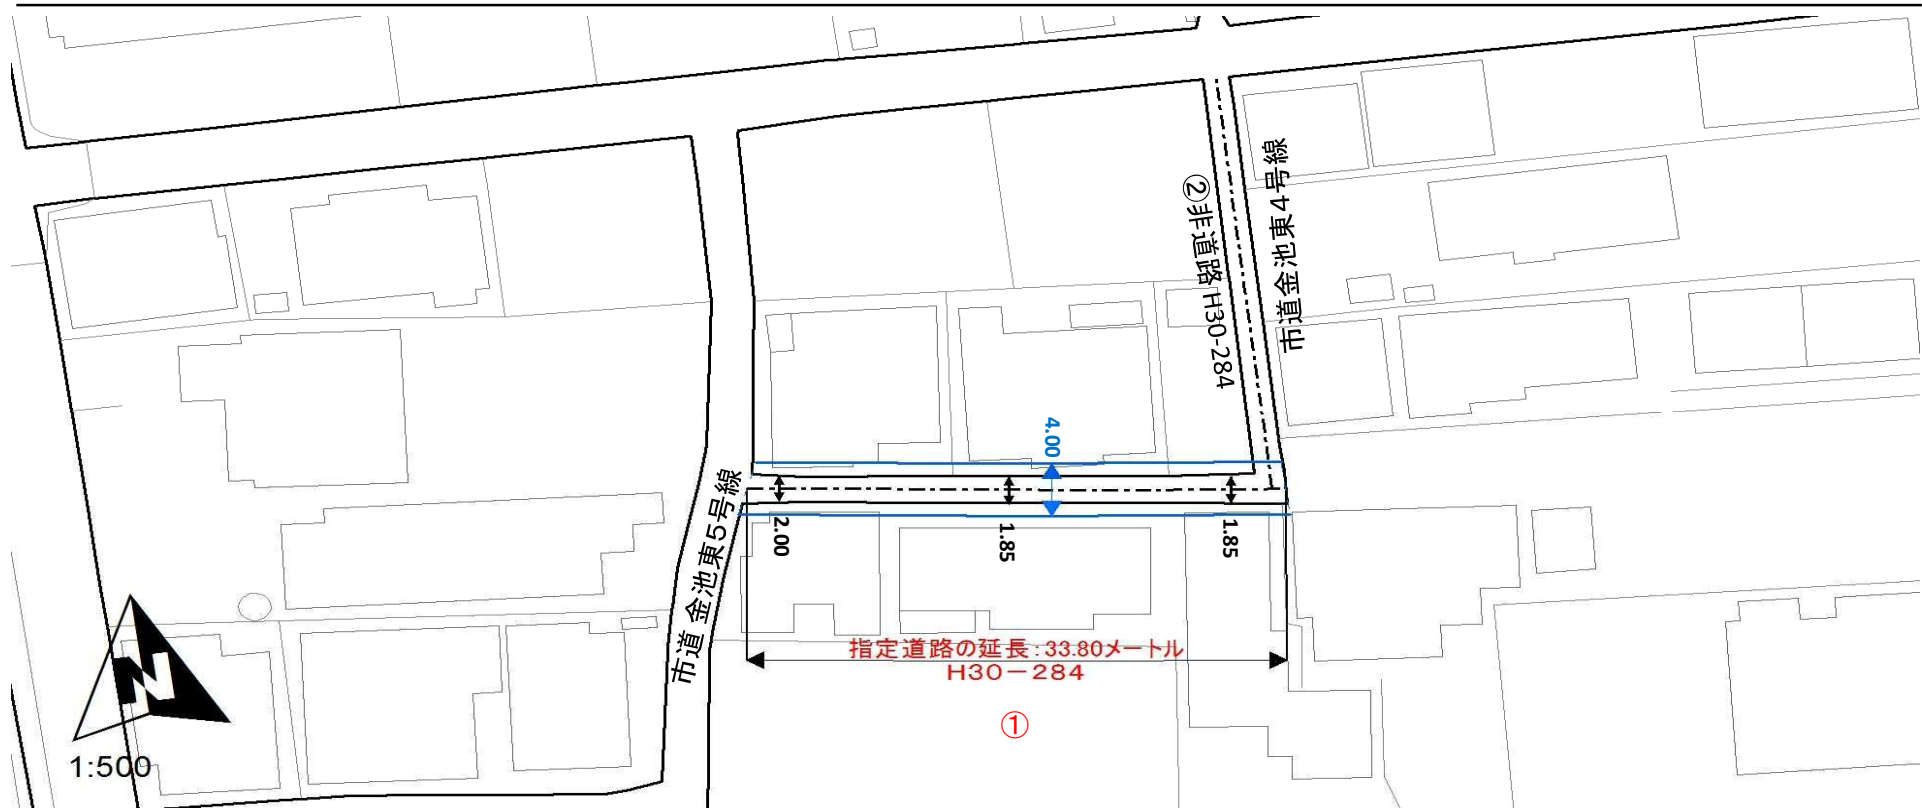 ②非道路 H30-284
市道金池東4号線
4.00
市道 金池東5号線
2.00
1.85
1.85
指定道路の延長:33.80メートル
H30-284
①
N
1:500